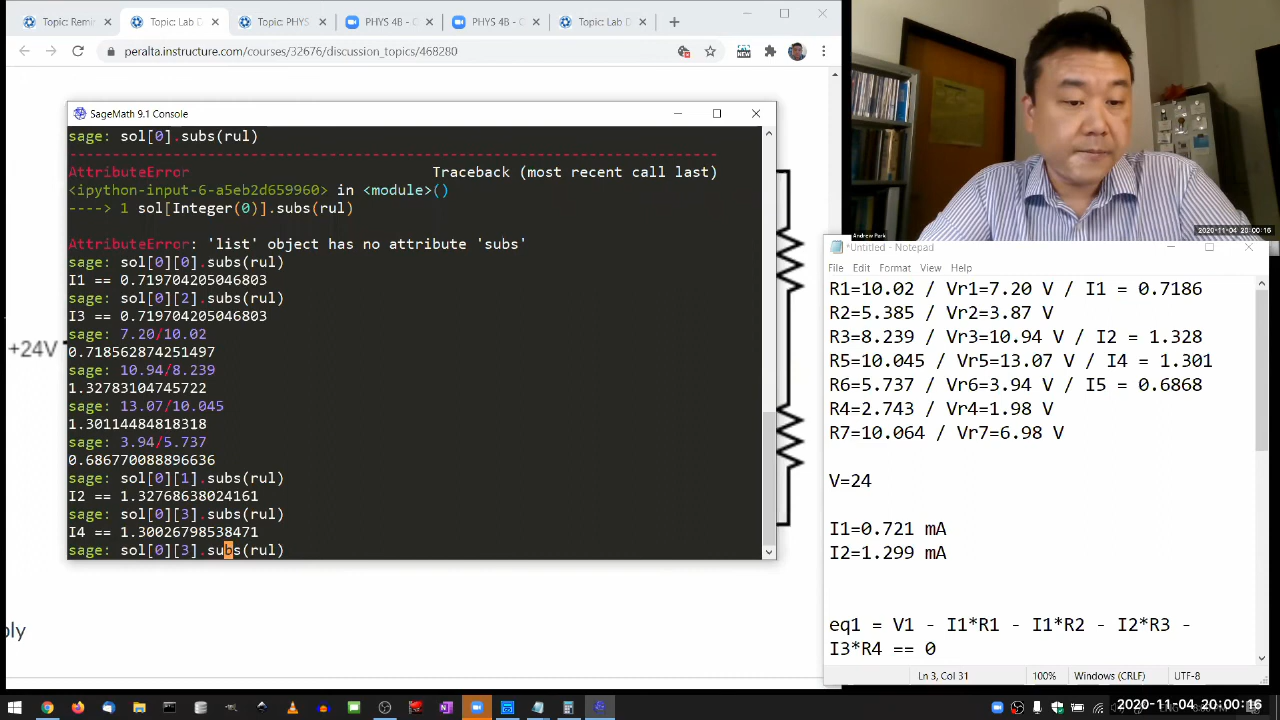 Topic: Remin
Topic: Lab D
Topic: PHYS
PHYS 4B - C
PHYS 4B - C
Topic: Lab D
peralta.instructure.com/courses/32676/discussion_topics/468280
NEW
SageMath 9.1 Console
sage: sol[0].subs(rul)
---------------------------------------------------------------------------
AttributeError                            Traceback (most recent call last)
<ipython-input-6-a5eb2d659960> in <module>()
----> 1 sol[Integer(0)].subs(rul)
AttributeError: 'list' object has no attribute 'subs'
sage: sol[0][0].subs(rul)
I1 == 0.719704205046803
sage: sol[0][2].subs(rul)
I3 == 0.719704205046803
sage: 7.20/10.02
0.718562874251497
sage: 10.94/8.239
1.32783104745722
sage: 13.07/10.045
1.30114484818318
sage: 3.94/5.737
0.686770088896636
sage: sol[0][1].subs(rul)
I2 == 1.32768638024161
sage: sol[0][3].subs(rul)
I4 == 1.30026798538471
sage: sol[0][3].subs(rul)
+24V
ply
Andrew Park
2020-11-04 20:00:16
*Untitled - Notepad
File Edit Format View Help
R1=10.02 / Vr1=7.20 V / I1 = 0.7186
R2=5.385 / Vr2=3.87 V
R3=8.239 / Vr3=10.94 V / I2 = 1.328
R5=10.045 / Vr5=13.07 V / I4 = 1.301
R6=5.737 / Vr6=3.94 V / I5 = 0.6868
R4=2.743 / Vr4=1.98 V
R7=10.064 / Vr7=6.98 V
V=24
I1=0.721 mA
I2=1.299 mA
eq1 = V1 - I1*R1 - I1*R2 - I2*R3 -
I3*R4 == 0
Ln 3, Col 31
100%
Windows (CRLF)
UTF-8
2020-11-04 20:00:16